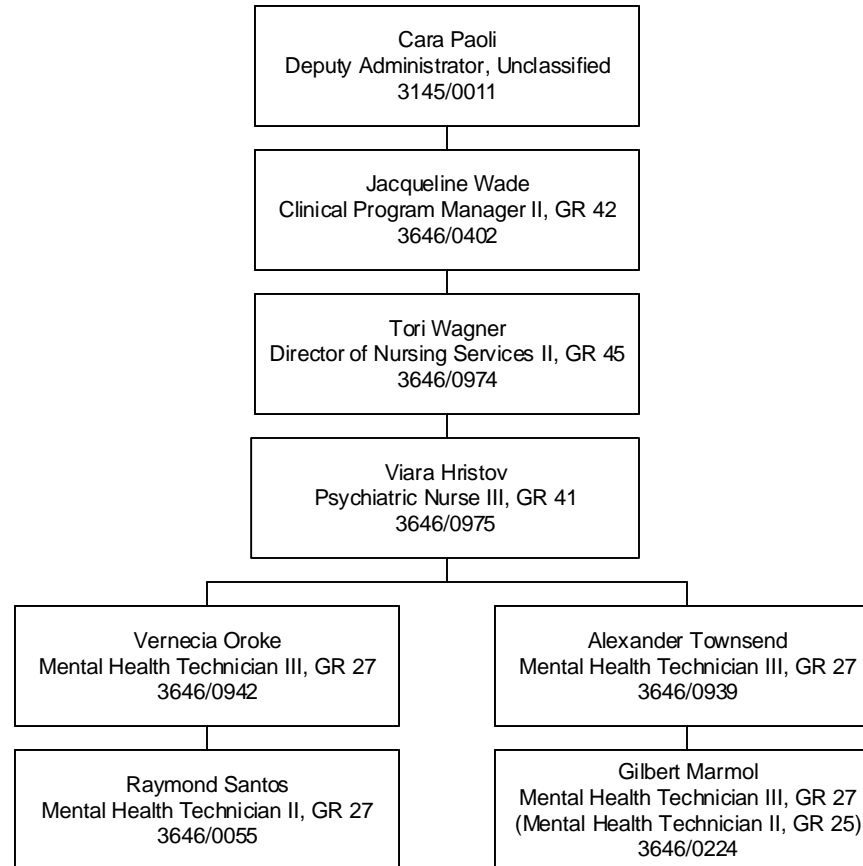 Cara Paoli
Deputy Administrator, Unclassified
3145/0011
Jacqueline Wade
Clinical Program Manager II, GR 42
3646/0402
Tori Wagner
Director of Nursing Services II, GR 45
3646/0974
Viara Hristov
Psychiatric Nurse III, GR 41
3646/0975
Vernecia Oroke
Mental Health Technician III, GR 27
3646/0942
Alexander Townsend
Mental Health Technician III, GR 27
3646/0939
Raymond Santos
Mental Health Technician II, GR 27
3646/0055
Gilbert Marmol
Mental Health Technician III, GR 27
(Mental Health Technician II, GR 25)
3646/0224